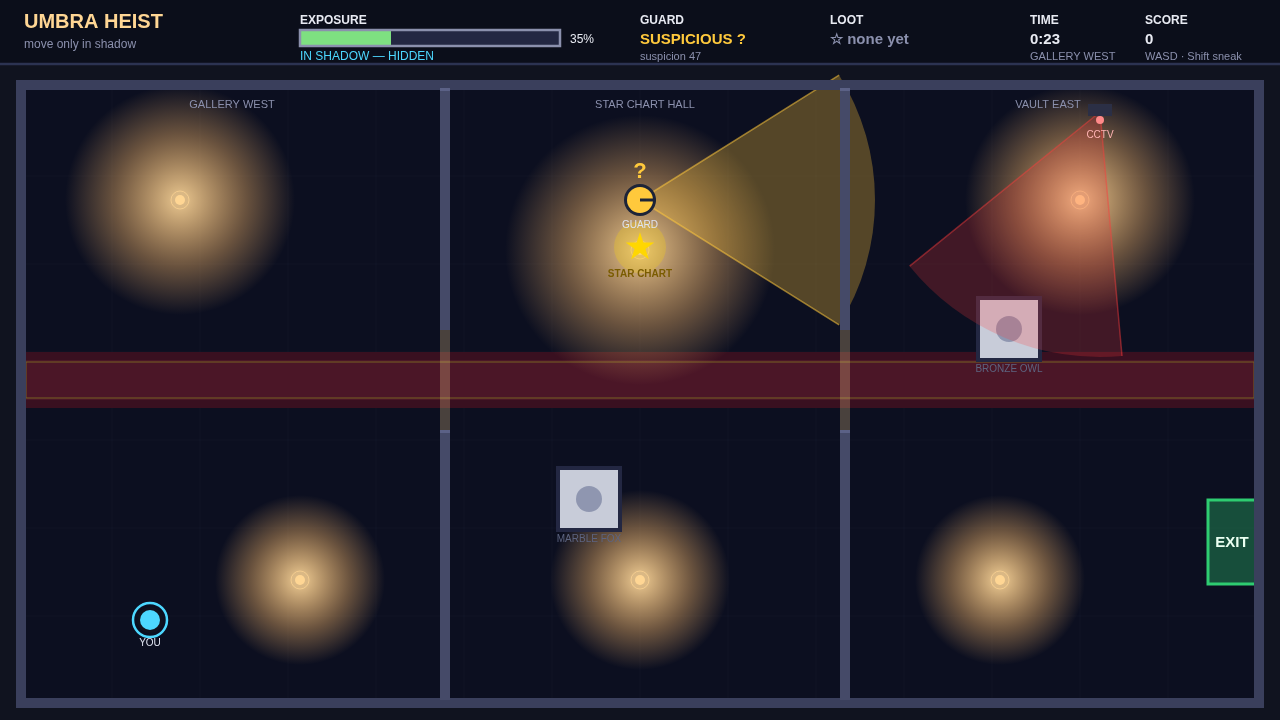 UMBRA HEIST
move only in shadow
EXPOSURE
35%
IN SHADOW — HIDDEN
GUARD
SUSPICIOUS ?
suspicion 47
LOOT
☆ none yet
TIME
0:23
GALLERY WEST
SCORE
0
WASD · Shift sneak
GALLERY WEST
STAR CHART HALL
VAULT EAST
CCTV
?
GUARD
STAR CHART
BRONZE OWL
MARBLE
EXIT
YOU